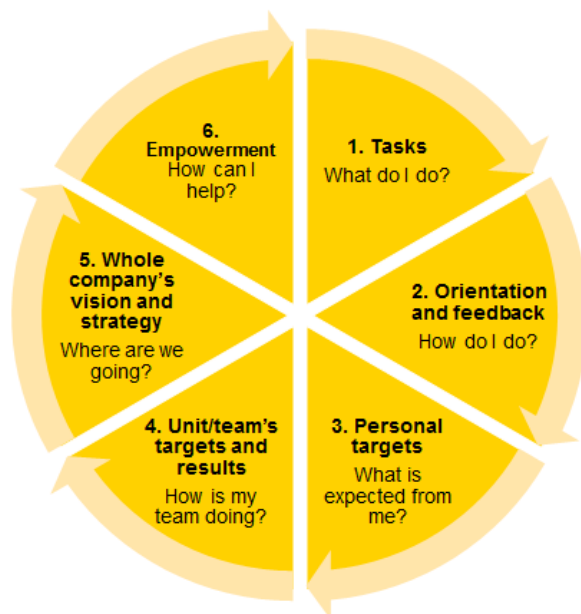 1. Tasks
What do I do?
2. Orientation
and feedback
How do I do?
3. Personal
targets
What is
expected from
me?
4. Unit/team's
targets and
results
How is my
team doing?
5. Whole
company's
vision and
strategy
Where are we
going?
6.
Empowerment
How can I
help?